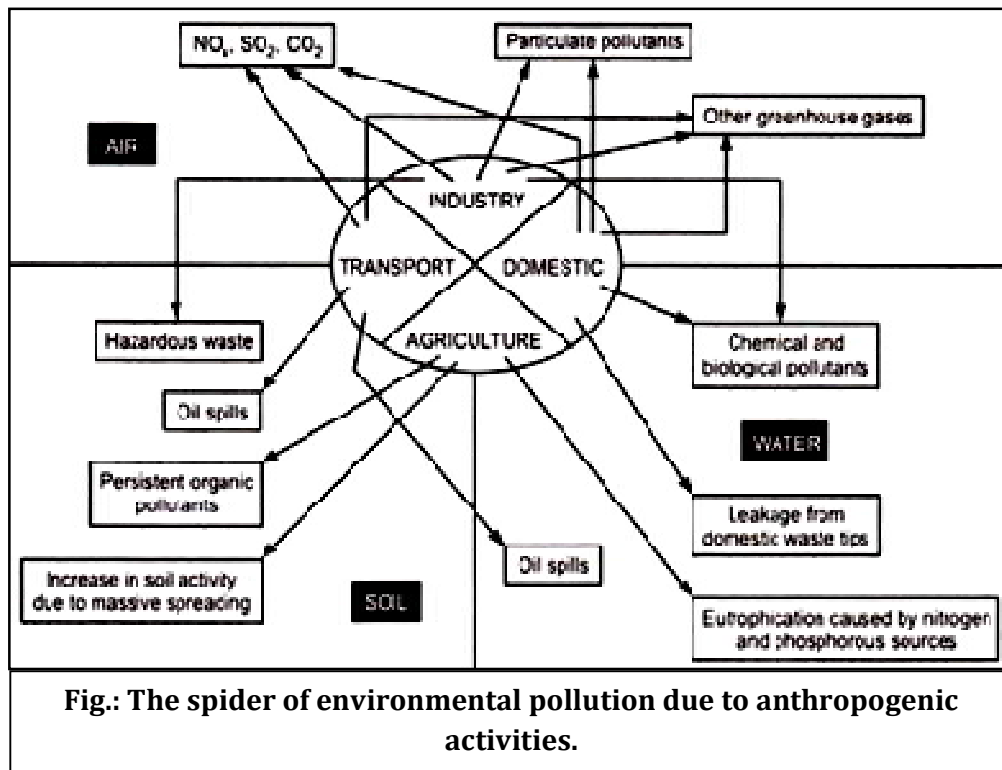 NOx, SO2, CO2
Particulate pollutants
Other greenhouse gases
AIR
INDUSTRY
TRANSPORT
DOMESTIC
AGRICULTURE
Hazardous waste
Oil spills
Persistent organic
pollutants
Increase in soil activity
due to massive spreading
SOIL
Oil spills
Chemical and
biological pollutants
WATER
Leakage from
domestic waste tips
Eutrophication caused by nitrogen
and phosphorous sources
Fig.: The spider of environmental pollution due to anthropogenic
activities.